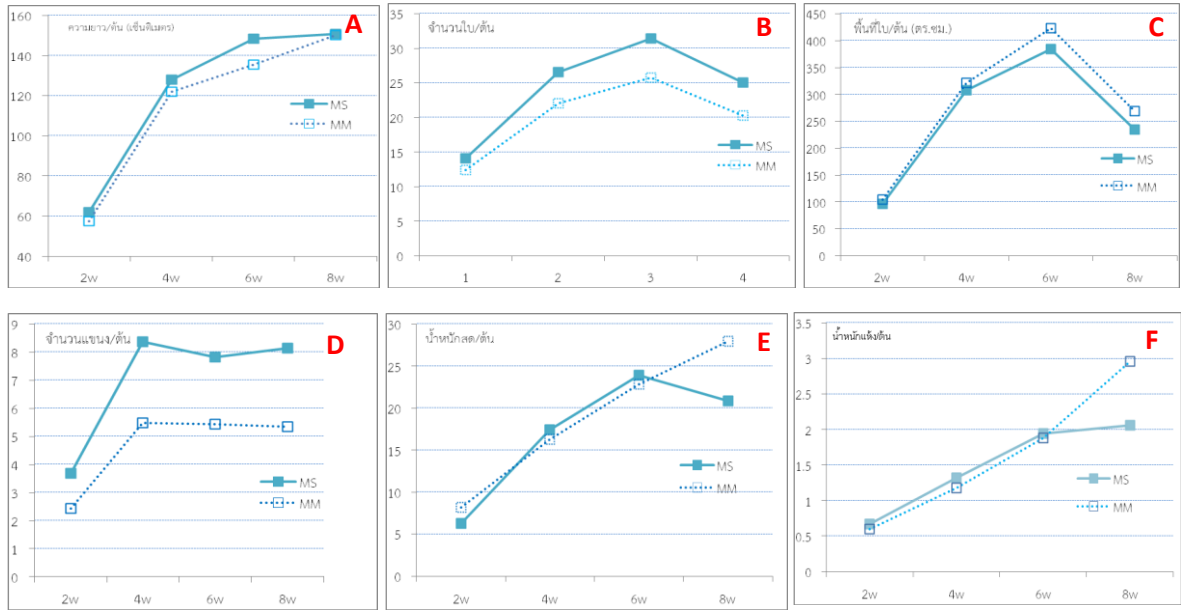 ความยาว/ต้น (เซ็นติเมตร)
A
160
140
120
100
80
60
40
2w
4w
6w
8w
MS
MM
จำนวนใบ/ต้น
B
35
30
25
20
15
10
5
0
1
2
3
4
MS
MM
พื้นที่ใบ/ต้น (ตร.ซม.)
C
450
400
350
300
250
200
150
100
50
0
2w
4w
6w
8w
MS
MM
จำนวนแขนง/ต้น
D
9
8
7
6
5
4
3
2
1
0
2w
4w
6w
8w
MS
MM
น้ำหนักสด/ต้น
E
30
25
20
15
10
5
0
2w
4w
6w
8w
MS
MM
น้ำหนักแห้ง/ต้น
F
3.5
3
2.5
2
1.5
1
0.5
0
2w
4w
6w
8w
MS
MM